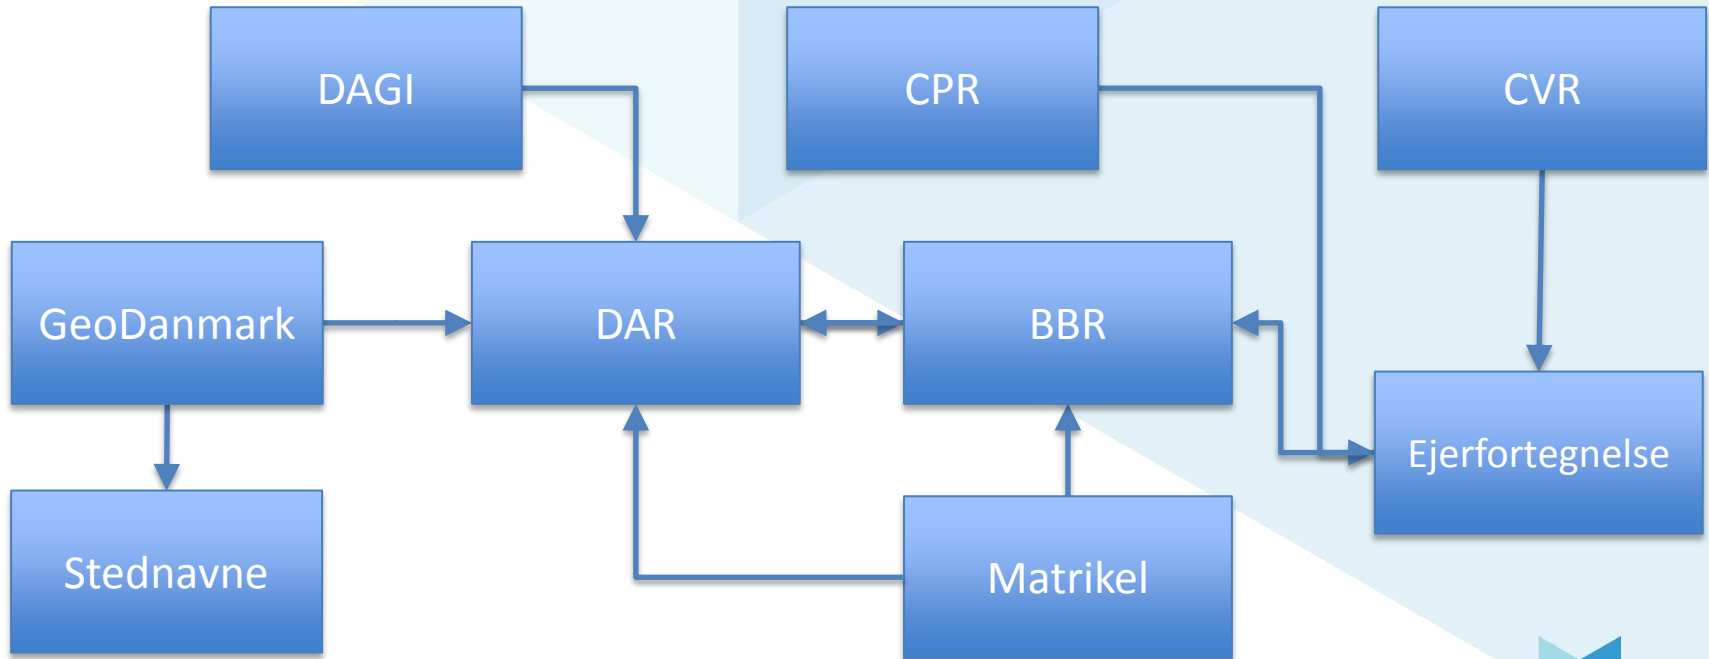 DAGI
CPR
CVR
GeoDanmark
DAR
BBR
Ejerfortegnelse
Stednavne
Matrikel